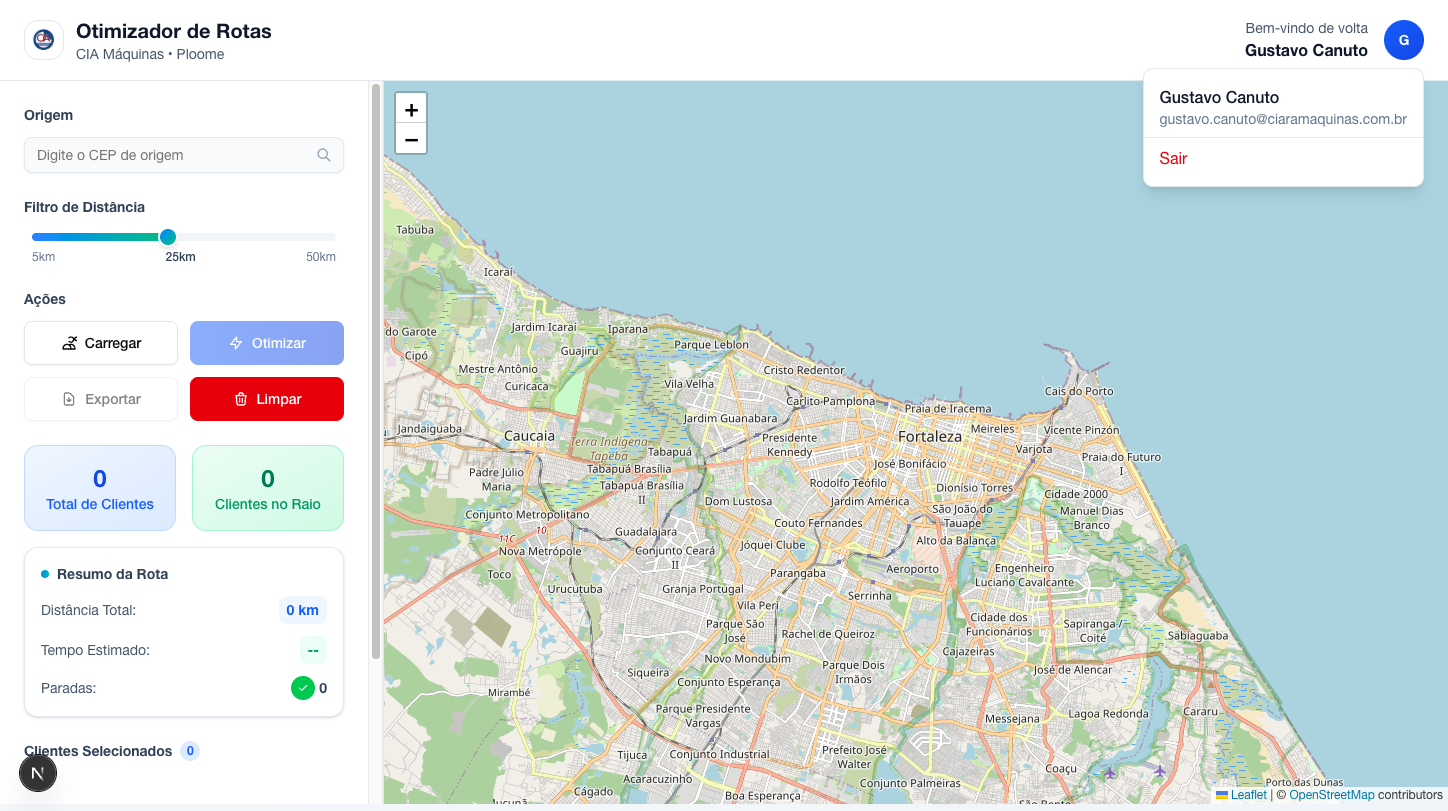 Otimizador de Rotas
CIA Máquinas • Ploome
Bem-vindo de volta
Gustavo Canuto
G
Gustavo Canuto
gustavo.canuto@ciaramaquinas.com.br
Sair
Origem
Digite o CEP de origem
Filtro de Distância
5km
25km
50km
Ações
Carregar
Otimizar
Exportar
Limpar
0
Total de Clientes
0
Clientes no Raio
Resumo da Rota
Distância Total:
0 km
Tempo Estimado:
--
Paradas:
0
Clientes Selecionados
0
N
+
−
Tabuba
Icaraí
do Garote
Cipó
Jardim Icaraí
Iparana
Guajiru
Parque Leblon
Mestre Antônio
Curicaca
Vila Velha
Cristo Redentor
Cais do Porto
Carlito-Pamplona
Praia de Iracema
Jardim Guanabara
Jandaiguaba
Caucaia
Terra Indígena
Tapeba
Tabapuá
Presidente
Kennedy
Fortaleza
Meireles
Vicente Pinzón
Varjota
Praia do Futuro
I
Padre Júlio
Maria
Tabapuá Brasília
José Bonifácio
Tabapuá Brasília
II
Rodolfo Teófilo
Dionisio Torres
Cidade 2000
Dom Lustosa
Jardim América
São João do
Tauape
Manuel Dias
Branco
Conjunto Metropolitano
11C
10
Guadalajara
Couto Fernandes
Alto da Balança
Nova Metrópole
Conjunto Ceará
II
Jóquei Clube
Toco
Urucutuba
Granja Portugal
Parangaba
Aeroporto
Engenheiro
Luciano Cavalcante
Serrinha
Vila Peri
Cidade dos
Funcionários
Parque São
José
Rachel de Queiroz
Sapiranga /
Coité
Sabiaguaba
Cajazeiras
Novo Mondubim
Siqueira
Parque Dois
Irmãos
José de Alencar
Mirambé
Conjunto Esperança
Parque Presidente
Vargas
Messejana
Lagoa Redonda
Cararu
Tijuca
Conjunto Industrial
Prefeito José
Walter
Coaçu
Acaracuzinho
Conjunto Palmeiras
Porto das Dunas
Cágado
Boa Esperança
São Bento
Leaflet | © OpenStreetMap contributors